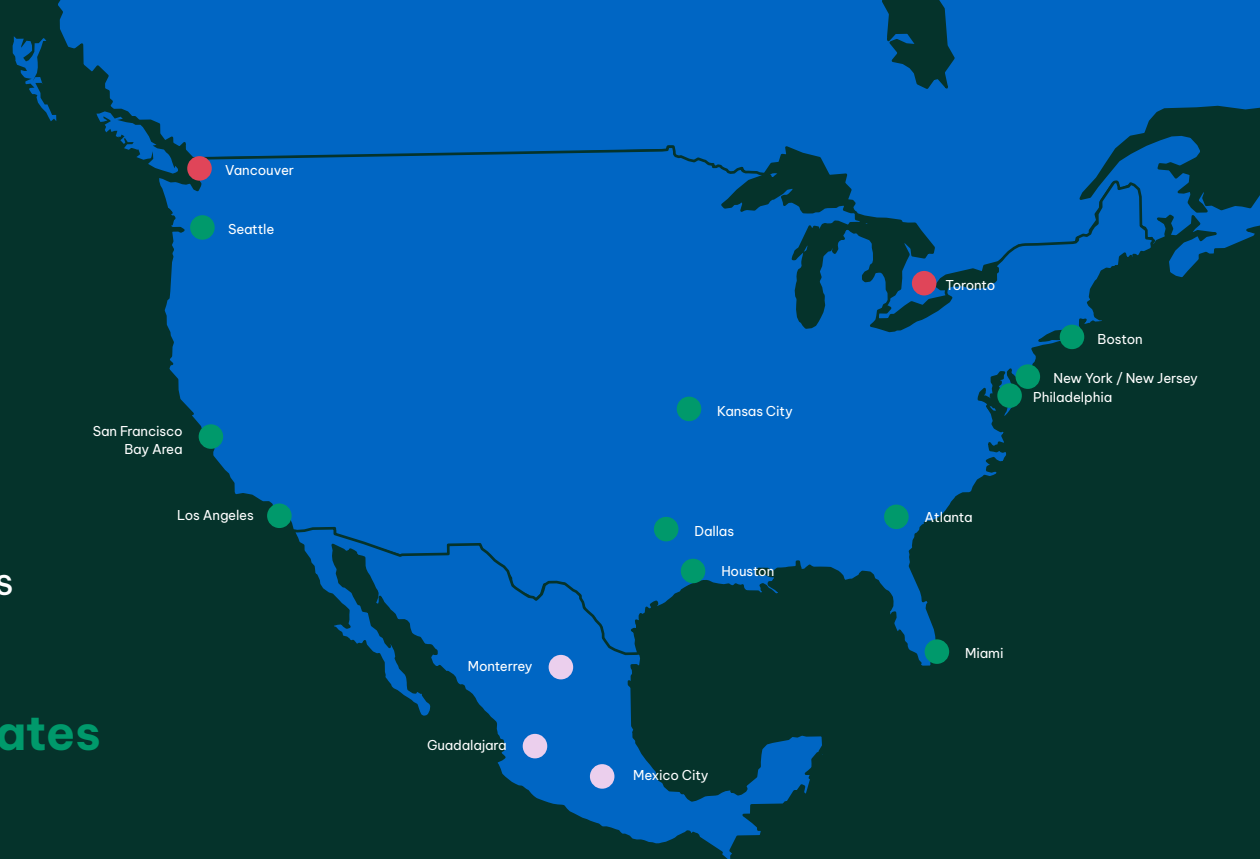 Vancouver
Seattle
Toronto
Boston
New York / New Jersey
Philadelphia
Kansas City
San Francisco
Bay Area
Los Angeles
Atlanta
Dallas
Houston
s
Miami
Monterrey
ates
Guadalajara
Mexico City